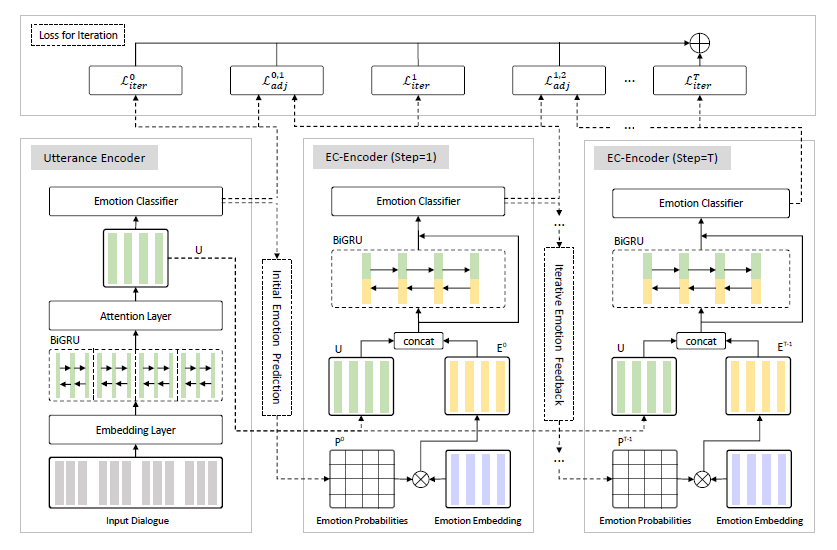 Loss for Iteration
ℒ⁰iter
ℒ⁰,¹adj
ℒ¹iter
ℒ¹,²adj
...
ℒᵀiter
...
Utterance Encoder
Emotion Classifier
U
Attention Layer
BiGRU
Embedding Layer
Input Dialogue
Initial Emotion Prediction
EC-Encoder (Step=1)
Emotion Classifier
BiGRU
concat
U
E⁰
P⁰
Emotion Probabilities
Emotion Embedding
...
Iterative Emotion Feedback
...
EC-Encoder (Step=T)
Emotion Classifier
BiGRU
concat
U
Eᵀ⁻¹
Pᵀ⁻¹
Emotion Probabilities
Emotion Embedding